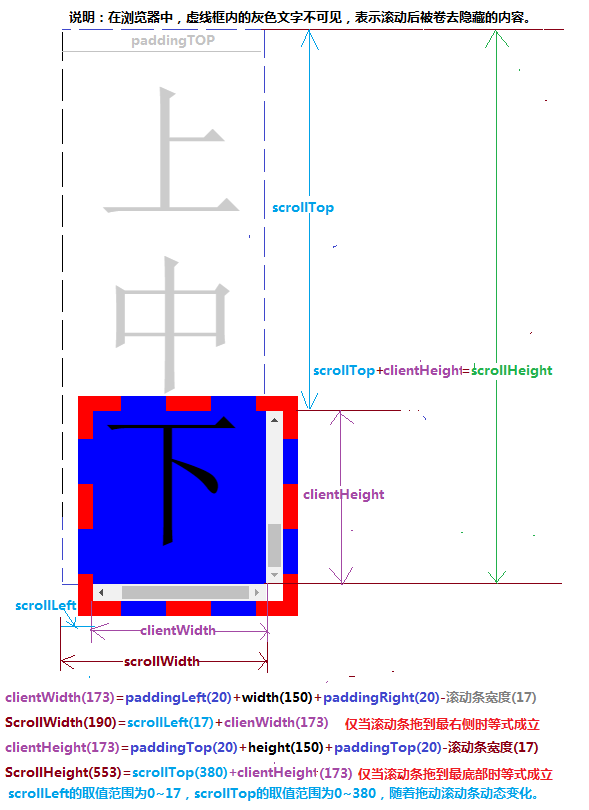 说明：在浏览器中，虚线框内的灰色文字不可见，表示滚动后被卷去隐藏的内容。
paddingTOP
上
scrollTop
中
scrollTop+clientHeight=scrollHeight
下
clientHeight
scrollLeft
clientWidth
scrollWidth
clientWidth(173)=paddingLeft(20)+width(150)+paddingRight(20)-滚动条宽度(17)
ScrollWidth(190)=scrollLeft(17)+clienWidth(173) 仅当滚动条拖到最右侧时等式成立
clientHeight(173)=paddingTop(20)+height(150)+paddingTop(20)-滚动条宽度(17)
ScrollHeight(553)=scrollTop(380)+clientHeight(173) 仅当滚动条拖到最底部时等式成立
scrollLeft的取值范围为0~17，scrollTop的取值范围为0~380，随着拖动滚动条动态变化。